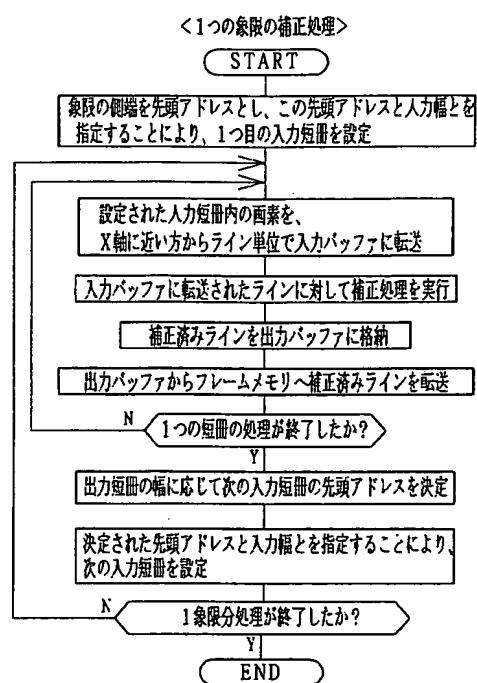 <1つの象限の補正処理>
START
象限の側端を先頭アドレスとし、この先頭アドレスと入力幅とを
指定することにより、1つ目の入力短冊を設定
設定された入力短冊内の画素を、
X軸に近い方からライン単位で入力バッファに転送
入力バッファに転送されたラインに対して補正処理を実行
補正済みラインを出力バッファに格納
出力バッファからフレームメモリへ補正済みラインを転送
N
1つの短冊の処理が終了したか?
Y
出力短冊の幅に応じて次の入力短冊の先頭アドレスを決定
決定された先頭アドレスと入力幅とを指定することにより、
次の入力短冊を設定
N
1象限分処理が終了したか?
Y
END